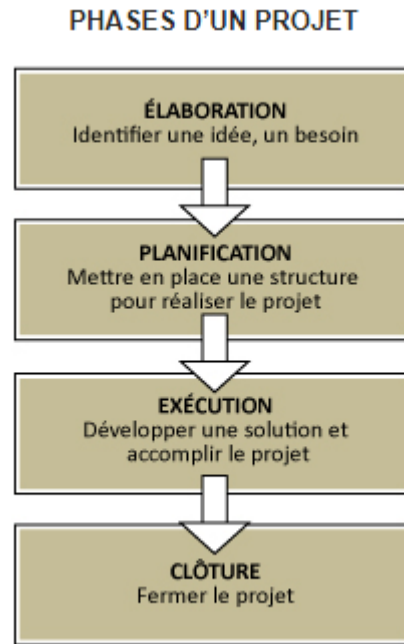 PHASES D'UN PROJET
ÉLABORATION
Identifier une idée, un besoin
PLANIFICATION
Mettre en place une structure
pour réaliser le projet
EXÉCUTION
Développer une solution et
accomplir le projet
CLÔTURE
Fermer le projet